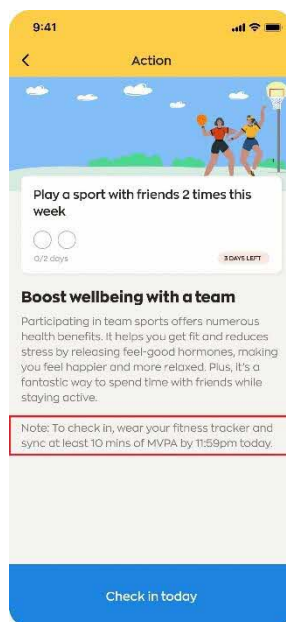 9:41
Action
Play a sport with friends 2 times this
week
0/2 days
3 DAYS LEFT
Boost wellbeing with a team
Participating in team sports offers numerous
health benefits. It helps you get fit and reduces
stress by releasing feel-good hormones, making
you feel happier and more relaxed. Plus, it's a
fantastic way to spend time with friends while
staying active.
Note: To check in, wear your fitness tracker and
sync at least 10 mins of MVPA by 11:59pm today.
Check in today